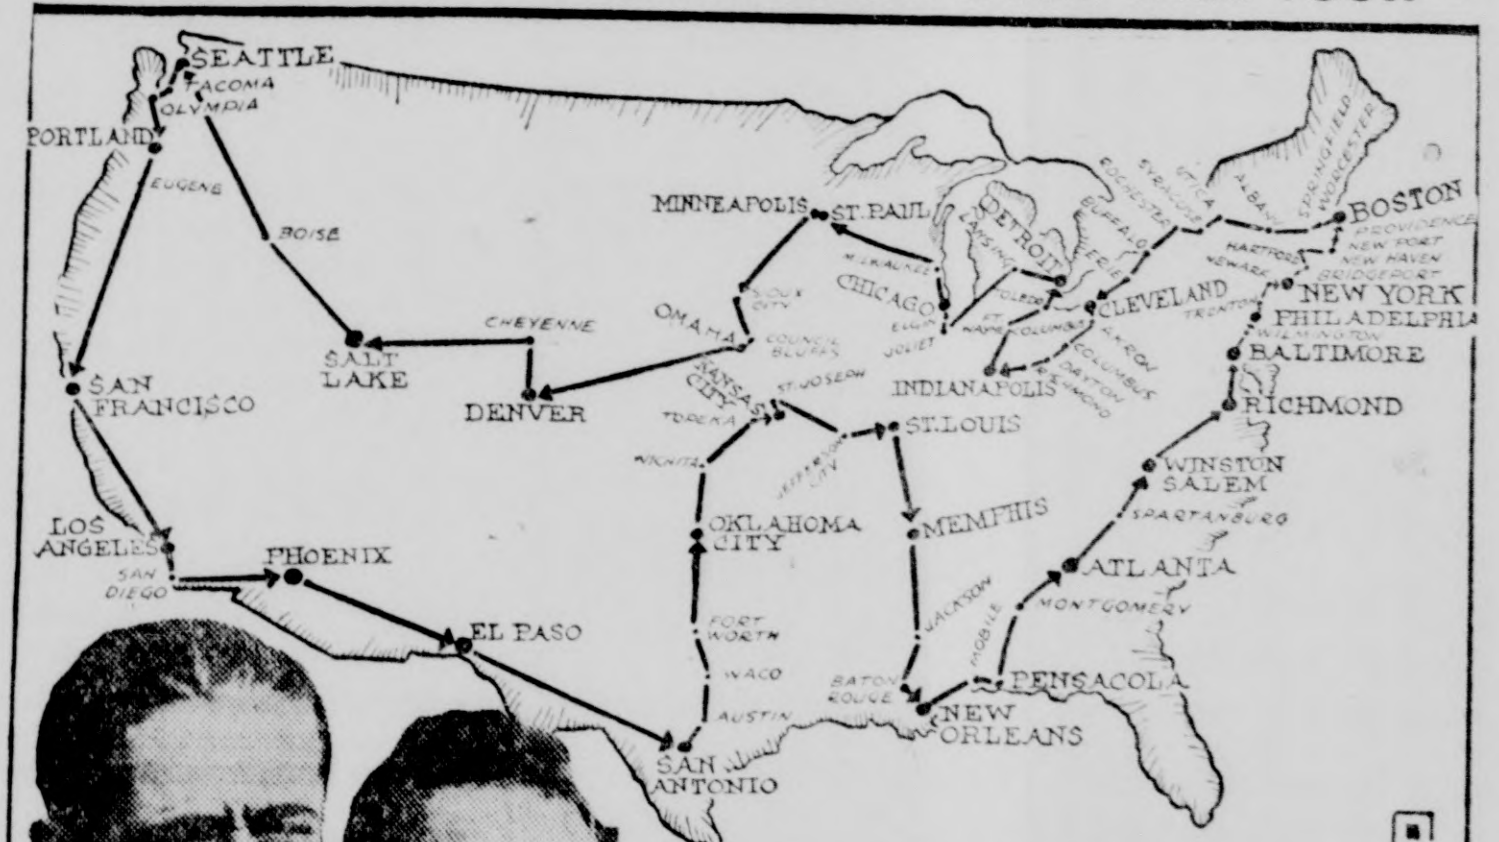 SEATTLE
TACOMA
OLYMPIA
PORTLAND
EUGENE
BOISE
SALT
LAKE
CHEYENNE
DENVER
OMAHA
COUNCIL
BLUFFS
SIOUX
CITY
MINNEAPOLIS
ST. PAUL
MILWAUKEE
CHICAGO
ELGIN
JOLIET
LANSING
DETROIT
TOLEDO
FT.
WAYNE
COLUMBUS
INDIANAPOLIS
RICHMOND
DAYTON
COLUMBUS
AKRON
CLEVELAND
ERIE
BUFFALO
ROCHESTER
SYRACUSE
UTICA
ALBANY
SPRINGFIELD
WORCESTER
BOSTON
PROVIDENCE
NEW PORT
NEW HAVEN
BRIDGEPORT
HARTFORD
NEWARK
NEW YORK
TRENTON
PHILADELPHIA
WILMINGTON
BALTIMORE
RICHMOND
WINSTON
SALEM
SPARTANBURG
ATLANTA
MONTGOMERY
MOBILE
PENSACOLA
NEW
ORLEANS
BATON
ROUGE
JACKSON
MEMPHIS
ST. LOUIS
JEFFERSON
CITY
ST. JOSEPH
KANSAS
CITY
TOPEKA
WICHITA
OKLAHOMA
CITY
FORT
WORTH
WACO
AUSTIN
SAN
ANTONIO
EL PASO
PHOENIX
SAN
DIEGO
LOS
ANGELES
SAN
FRANCISCO